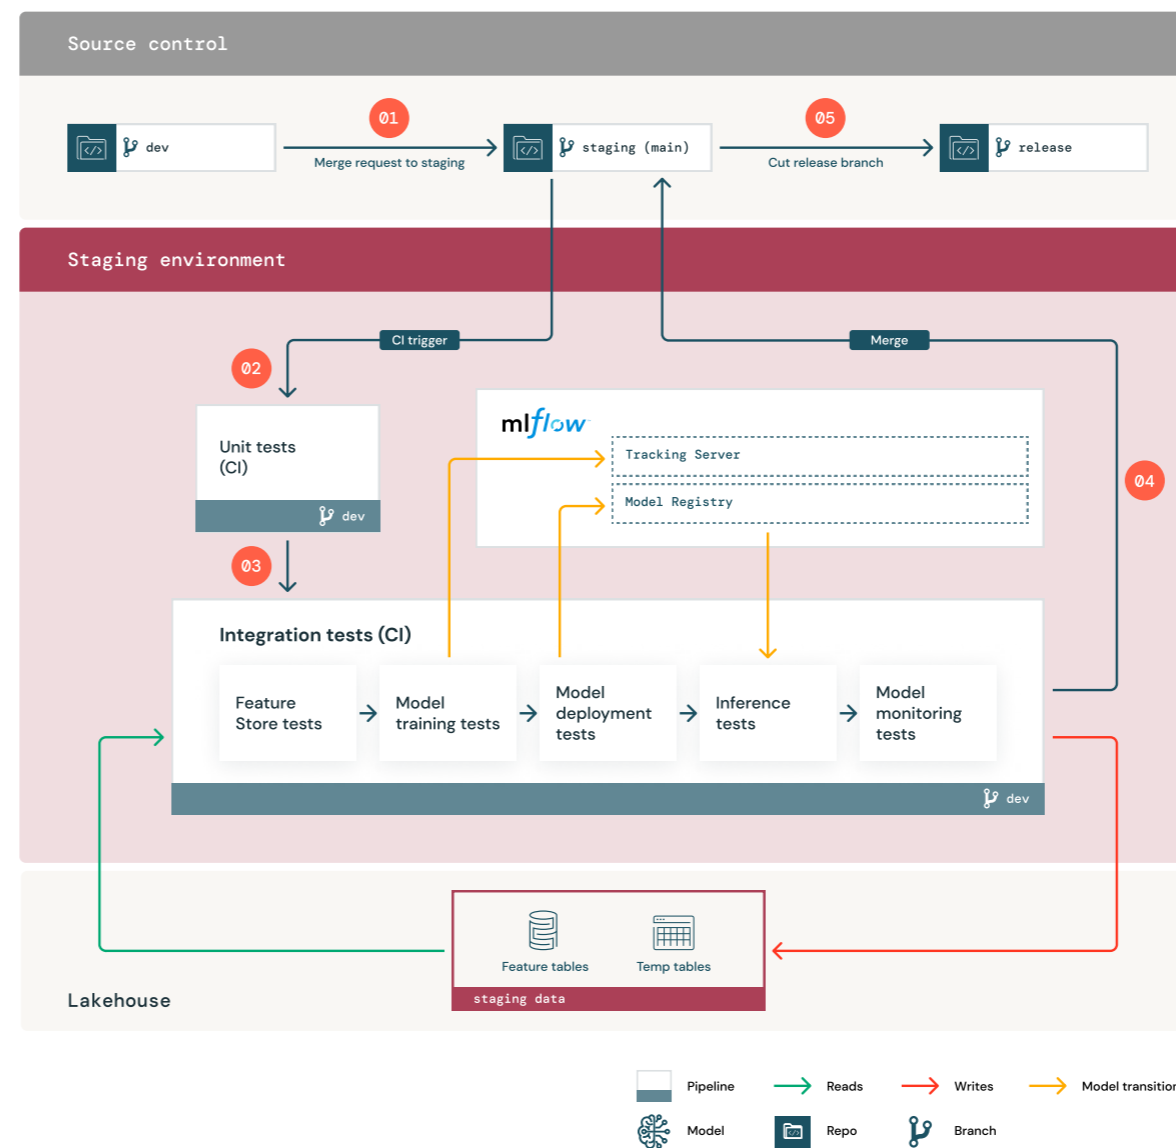 Source control
dev
01
Merge request to staging
staging (main)
05
Cut release branch
release
Staging environment
CI trigger
Merge
02
Unit tests
(CI)
dev
mlflow
Tracking Server
Model Registry
04
03
Integration tests (CI)
Feature
Store tests
Model
training tests
Model
deployment
tests
Inference
tests
Model
monitoring
tests
dev
Feature tables
Temp tables
staging data
Lakehouse
Pipeline
Reads
Writes
Model transition
Model
Repo
Branch